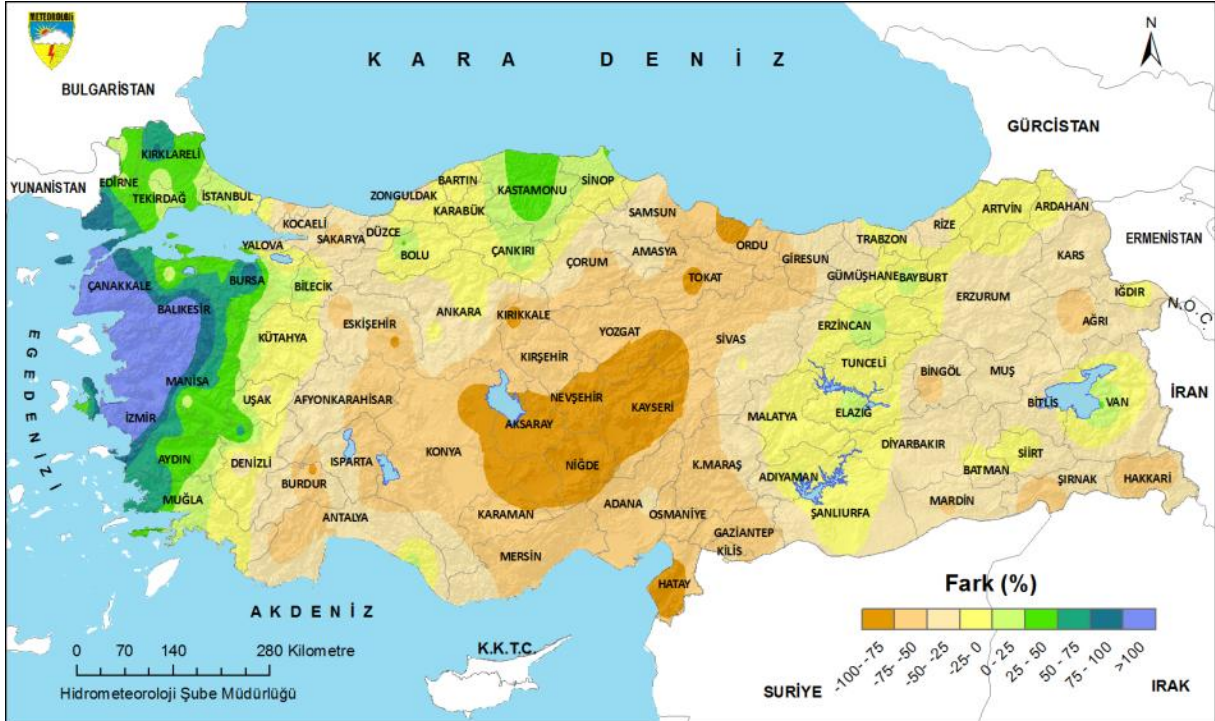 METEOROLOJİ
K A R A D E N İ Z
N
BULGARİSTAN
GÜRCİSTAN
YUNANİSTAN
ERMENİSTAN
N.Ö.C.
İRAN
E G E D E N İ Z İ
KIRKLARELİ
EDİRNE
TEKİRDAĞ
İSTANBUL
KOCAELİ
SAKARYA
DÜZCE
YALOVA
ZONGULDAK
BARTIN
KARABÜK
KASTAMONU
SİNOP
SAMSUN
ORDU
GİRESUN
TRABZON
RİZE
ARTVİN
ARDAHAN
KARS
IĞDIR
AĞRI
ERZURUM
BAYBURT
GÜMÜŞHANE
TOKAT
AMASYA
ÇORUM
ÇANKIRI
BOLU
BİLECİK
BURSA
ÇANAKKALE
BALIKESİR
KÜTAHYA
ESKİŞEHİR
ANKARA
KIRIKKALE
KIRŞEHİR
YOZGAT
SİVAS
ERZİNCAN
TUNCELİ
BİNGÖL
MUŞ
BİTLİS
VAN
ELAZIĞ
MALATYA
KAYSERİ
NEVŞEHİR
AKSARAY
NİĞDE
KONYA
AFYONKARAHİSAR
UŞAK
MANİSA
İZMİR
AYDIN
DENİZLİ
MUĞLA
BURDUR
ISPARTA
ANTALYA
KARAMAN
MERSİN
ADANA
OSMANİYE
K.MARAŞ
ADIYAMAN
DİYARBAKIR
BATMAN
SİİRT
ŞIRNAK
HAKKARİ
MARDİN
ŞANLIURFA
GAZİANTEP
KİLİS
HATAY
A K D E N İ Z
K.K.T.C.
SURİYE
IRAK
0 70 140 280 Kilometre
Hidrometeoroloji Şube Müdürlüğü
Fark (%)
-100 - -75
-75 - -50
-50 - -25
-25 - 0
0 - 25
25 - 50
50 - 75
75 - 100
>100